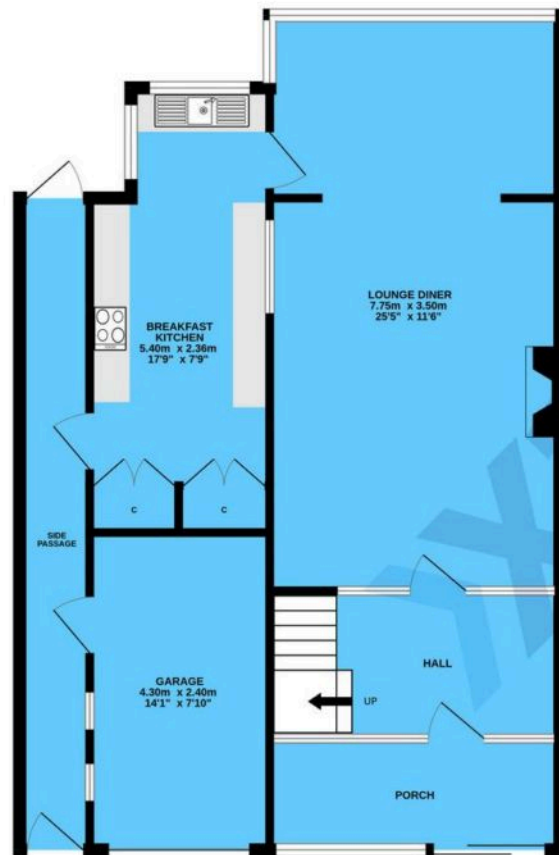 LOUNGE DINER
7.75m x 3.50m
25'5" x 11'6"
BREAKFAST
KITCHEN
5.40m x 2.36m
17'9" x 7'9"
C
C
SIDE
PASSAGE
GARAGE
4.30m x 2.40m
14'1" x 7'10"
HALL
UP
PORCH